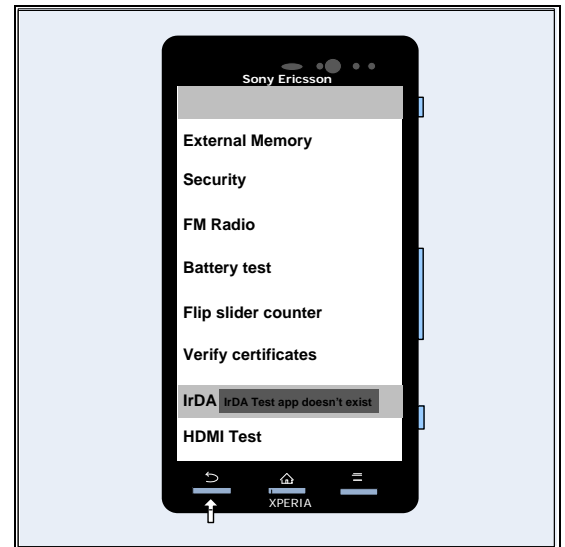 Sony Ericsson
External Memory
Security
FM Radio
Battery test
Flip slider counter
Verify certificates
IrDA IrDA Test app doesn't exist
HDMI Test
XPERIA